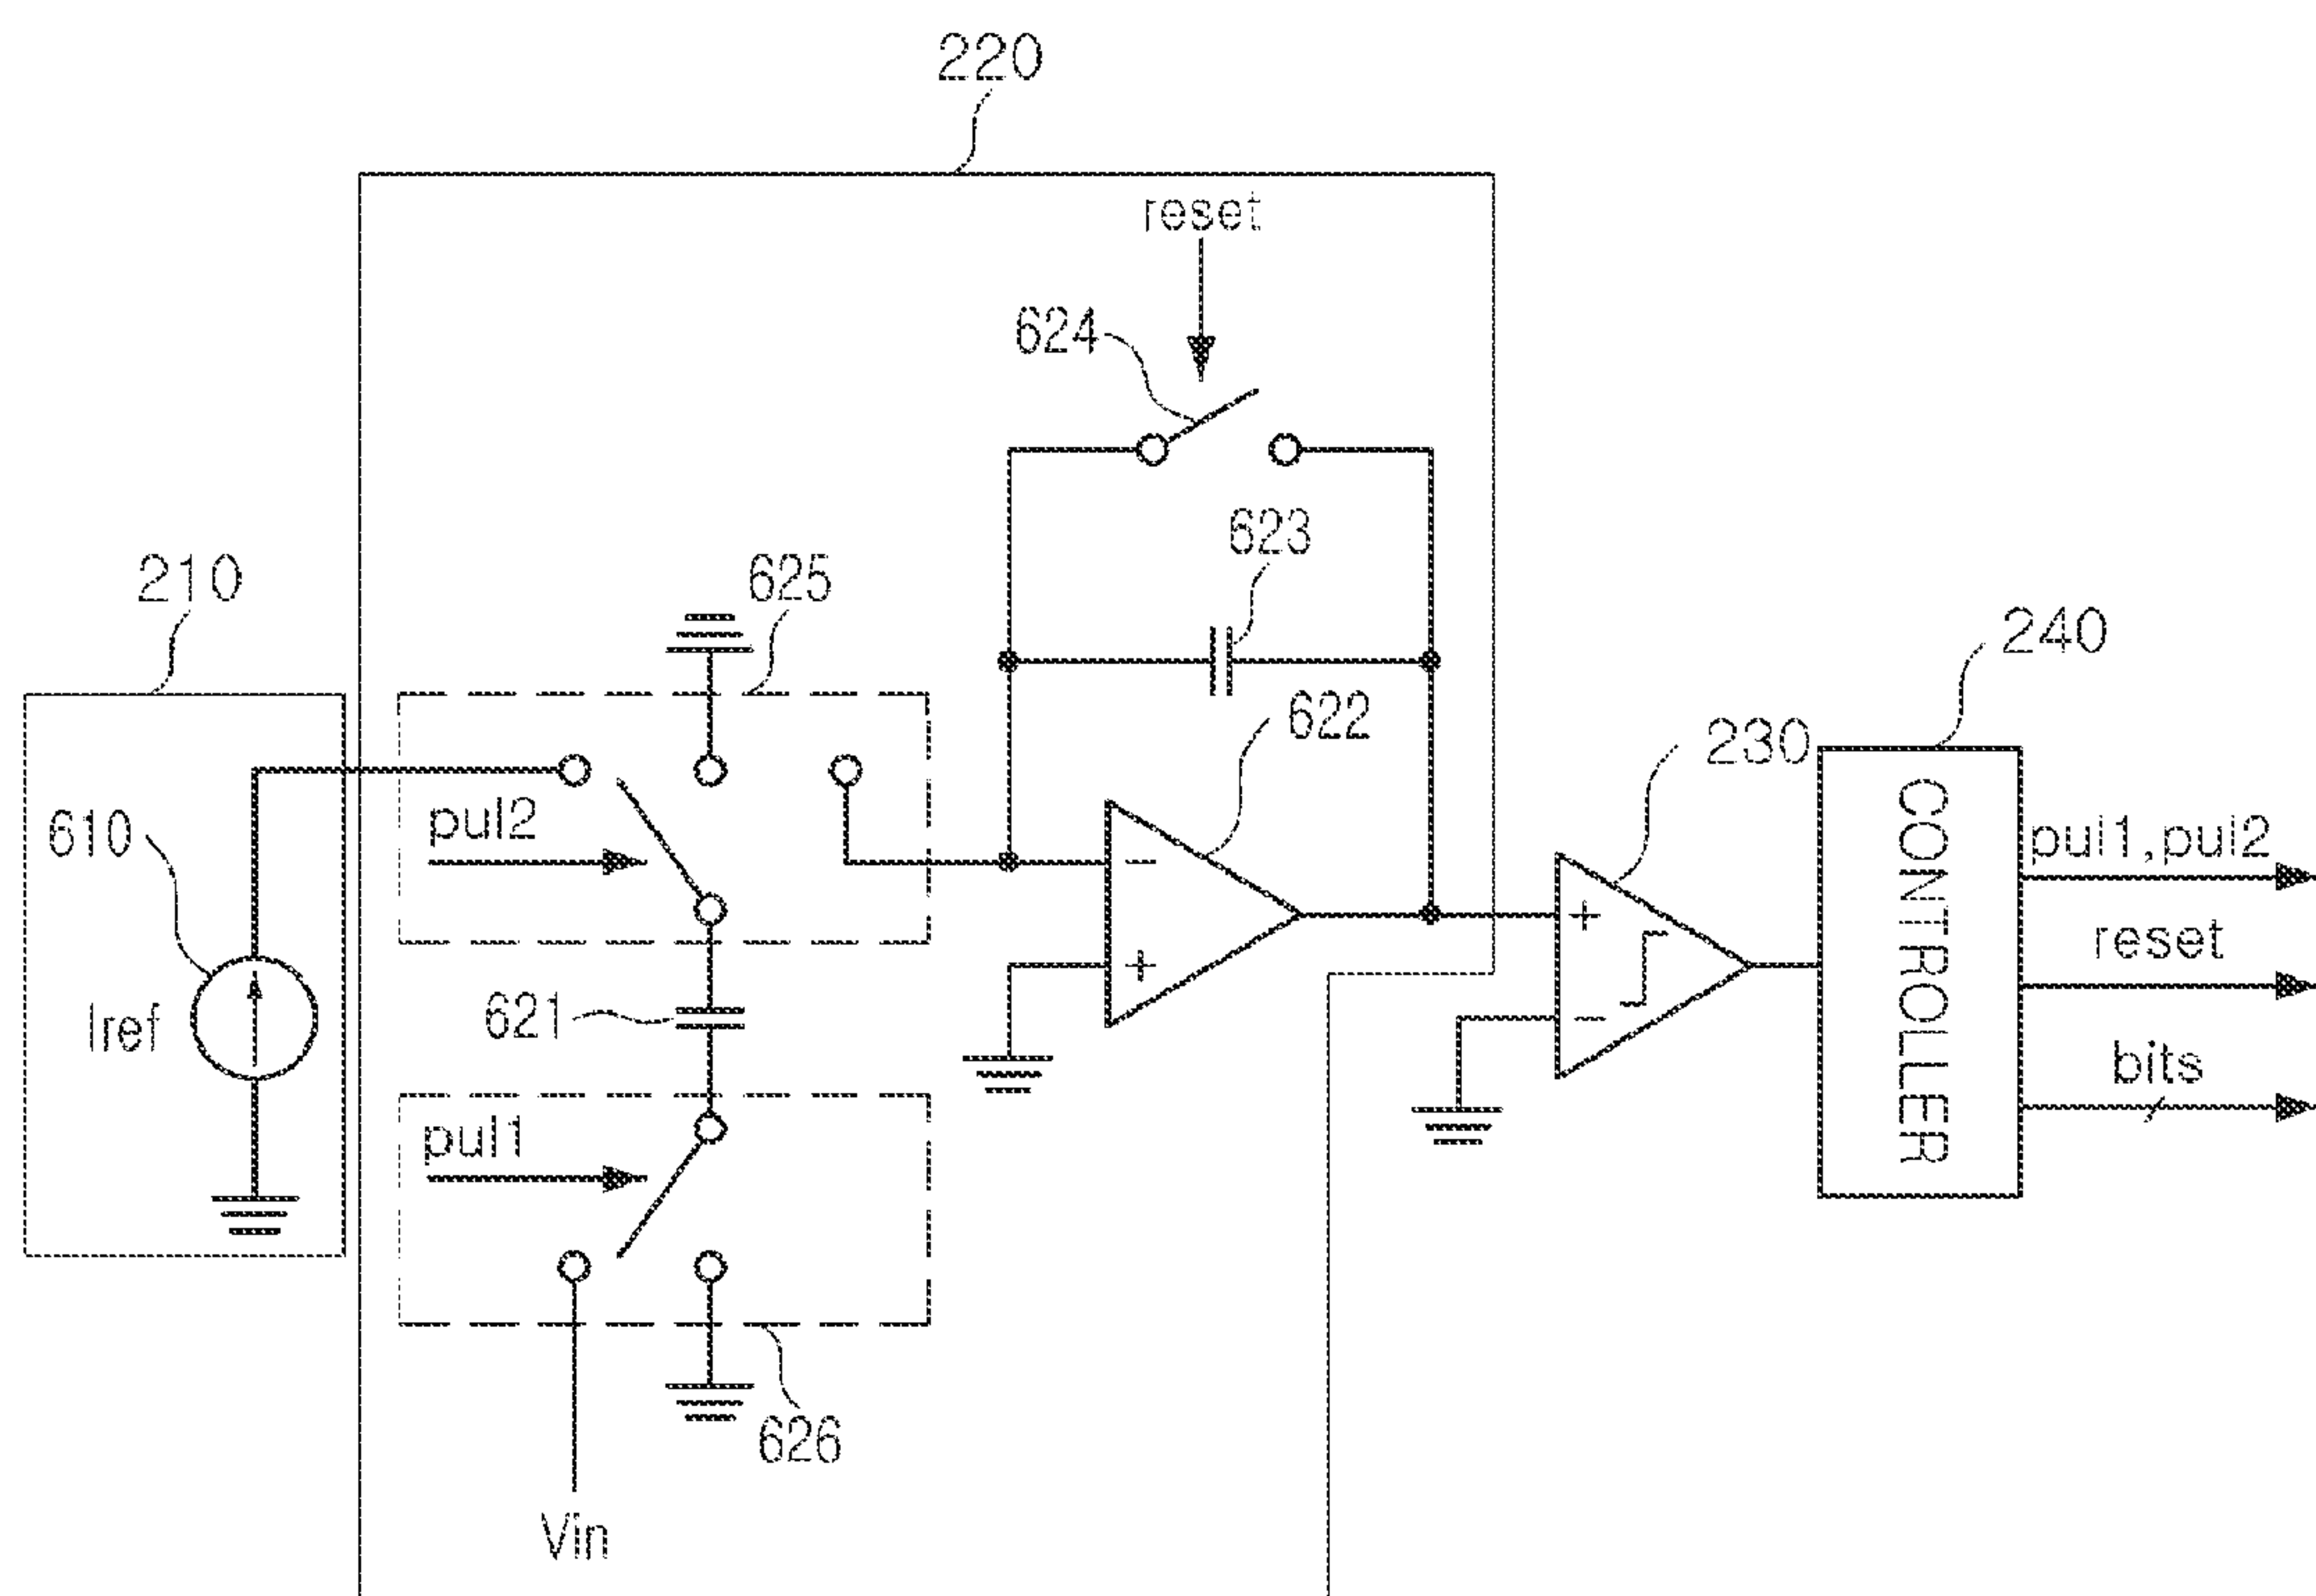 220
reset
624
623
210
625
240
622
230
610
pul2
CONTROLLER
pul1,pul2
Iref
621
reset
pul1
bits
626
Vin
+
-
+
-